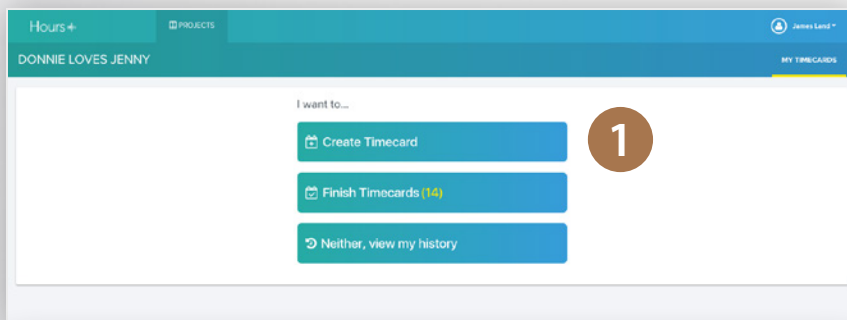 Hours+
PROJECTS
James Land
DONNIE LOVES JENNY
MY TIMECARDS
I want to...
Create Timecard
1
Finish Timecards (14)
Neither, view my history